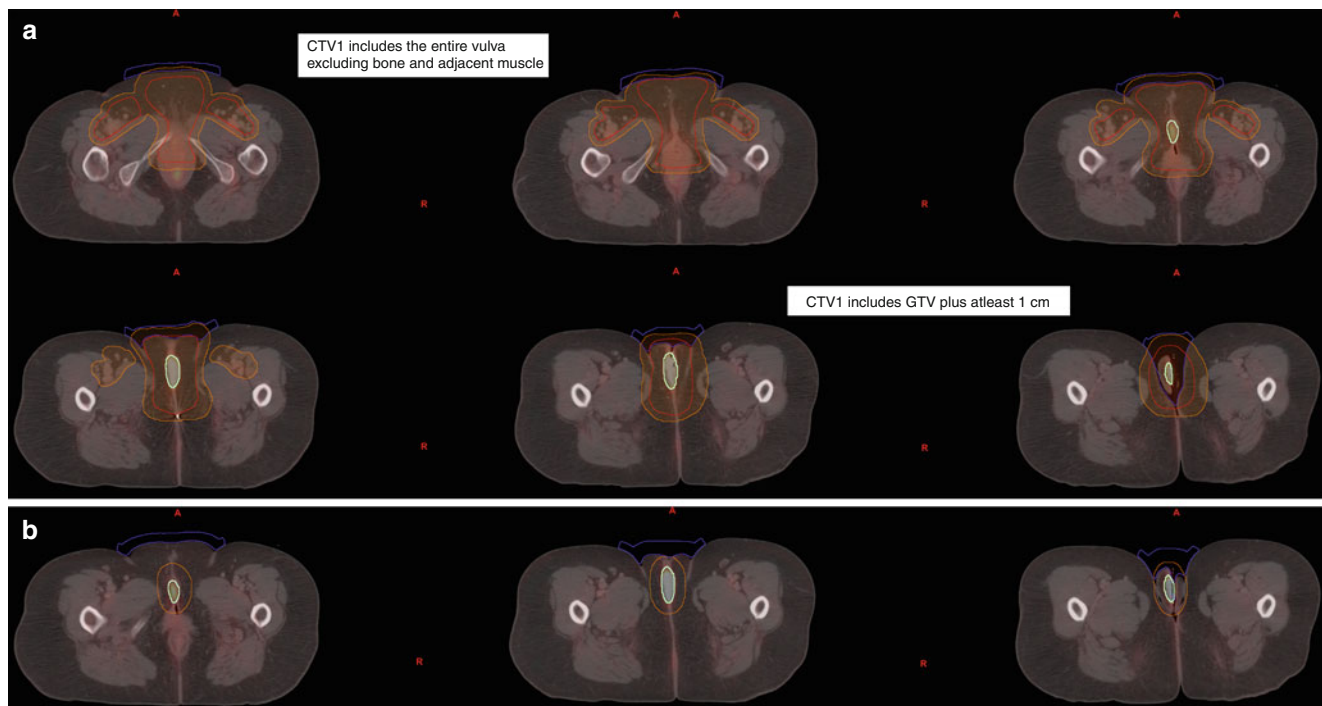 a
A
A
A
CTV1 includes the entire vulva
excluding bone and adjacent muscle
R
R
A
A
A
CTV1 includes GTV plus atleast 1 cm
R
R
b
A
A
A
R
R